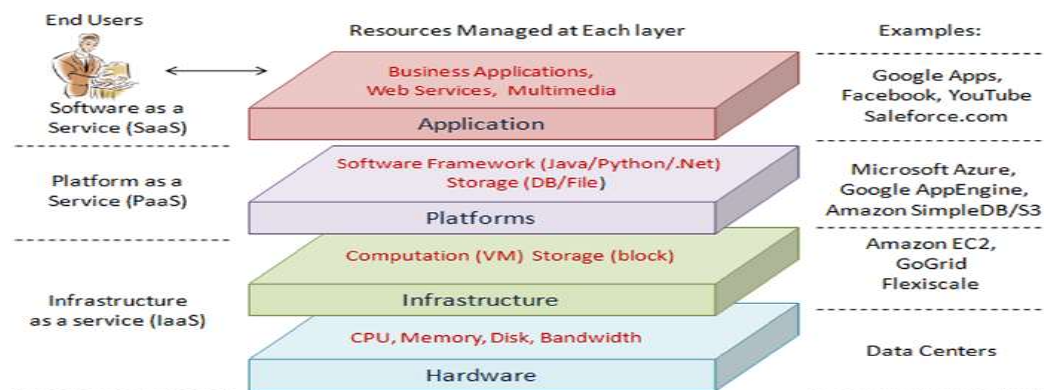 End Users
Resources Managed at Each layer
Examples:
Business Applications,
Web Services, Multimedia
Application
Software as a
Service (SaaS)
Google Apps,
Facebook, YouTube
Saleforce.com
Software Framework (Java/Python/.Net)
Storage (DB/File)
Platforms
Platform as a
Service (PaaS)
Microsoft Azure,
Google AppEngine,
Amazon SimpleDB/S3
Computation (VM) Storage (block)
Infrastructure
Amazon EC2,
GoGrid
Flexiscale
Infrastructure
as a service (IaaS)
CPU, Memory, Disk, Bandwidth
Hardware
Data Centers